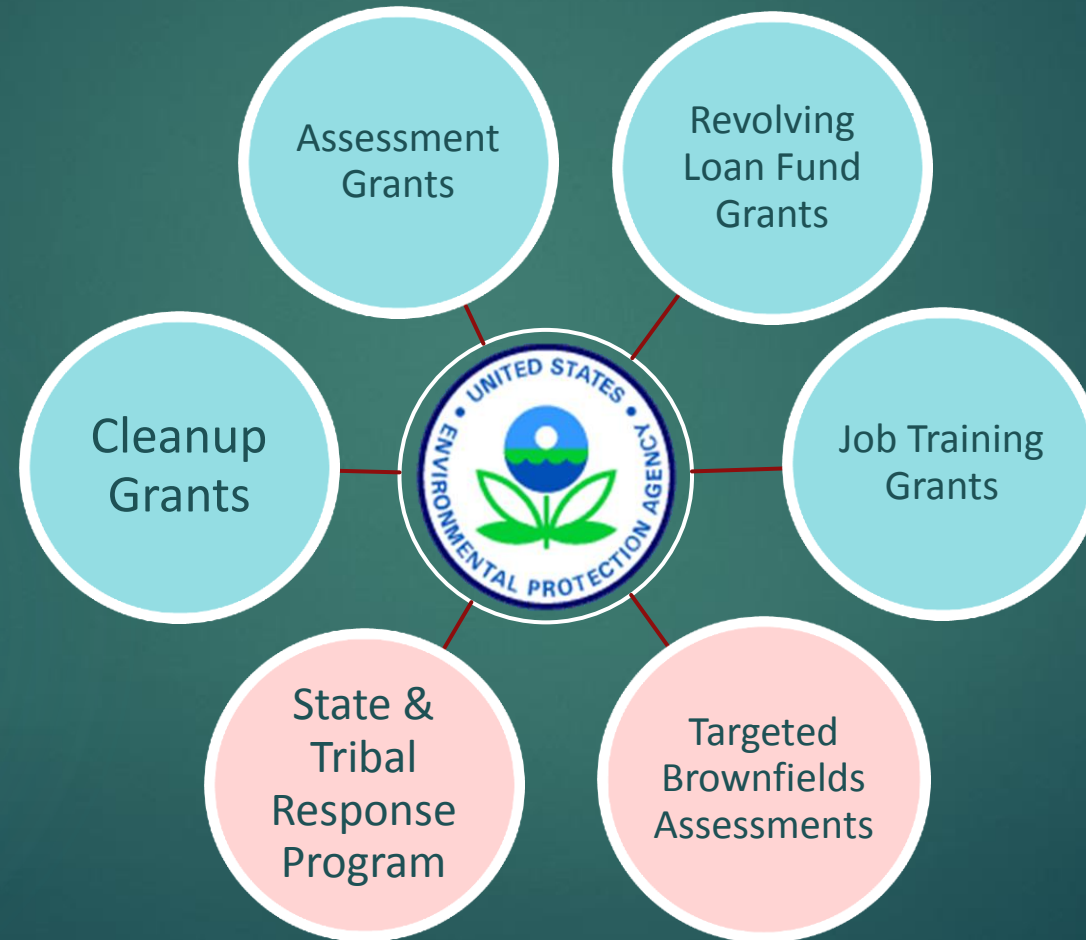 Assessment
Grants
Revolving
Loan Fund
Grants
Cleanup
Grants
UNITED STATES
ENVIRONMENTAL PROTECTION AGENCY
Job Training
Grants
State &
Tribal
Response
Program
Targeted
Brownfields
Assessments